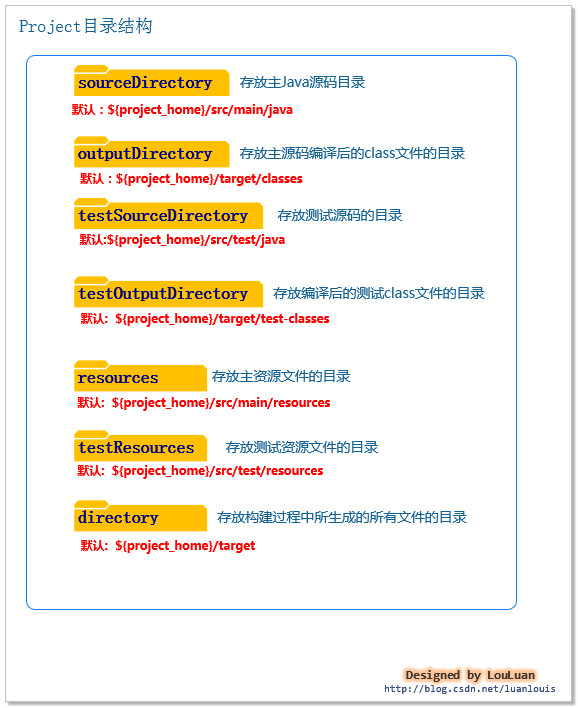 Project目录结构
sourceDirectory 存放主Java源码目录
默认：${project_home}/src/main/java
outputDirectory 存放主源码编译后的class文件的目录
默认：${project_home}/target/classes
testSourceDirectory 存放测试源码的目录
默认:${project_home}/src/test/java
testOutputDirectory 存放编译后的测试class文件的目录
默认: ${project_home}/target/test-classes
resources 存放主资源文件的目录
默认: ${project_home}/src/main/resources
testResources 存放测试资源文件的目录
默认: ${project_home}/src/test/resources
directory 存放构建过程中所生成的所有文件的目录
默认: ${project_home}/target
Designed by LouLuan
http://blog.csdn.net/luanlouis